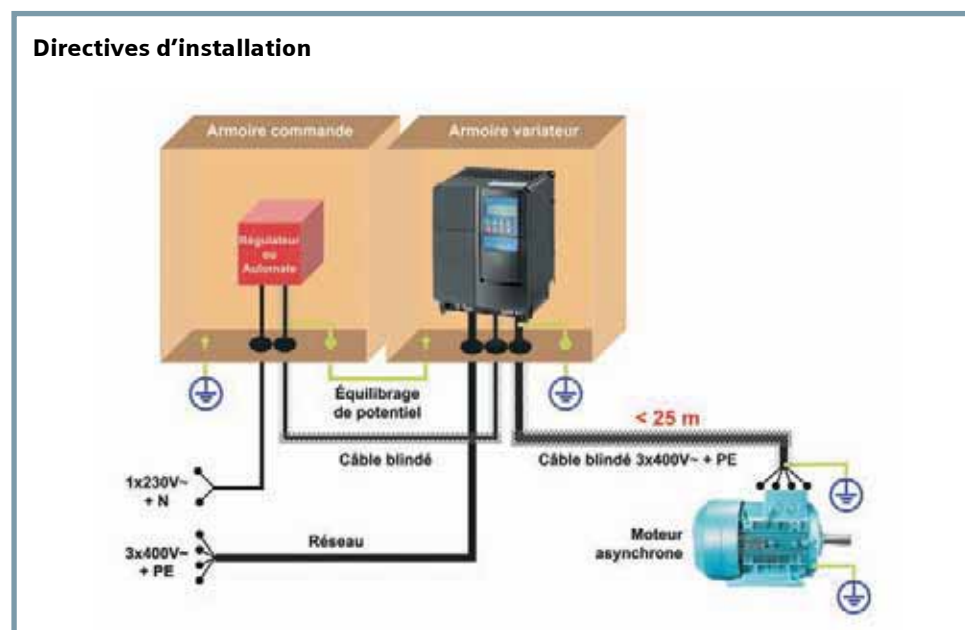 Directives d’installation
Armoire commande
Armoire variateur
Régulateur
ou
Automate
Équilibrage
de potentiel
< 25 m
Câble blindé
Câble blindé 3x400V~ + PE
1x230V~
+ N
Réseau
3x400V~
+ PE
Moteur
asynchrone